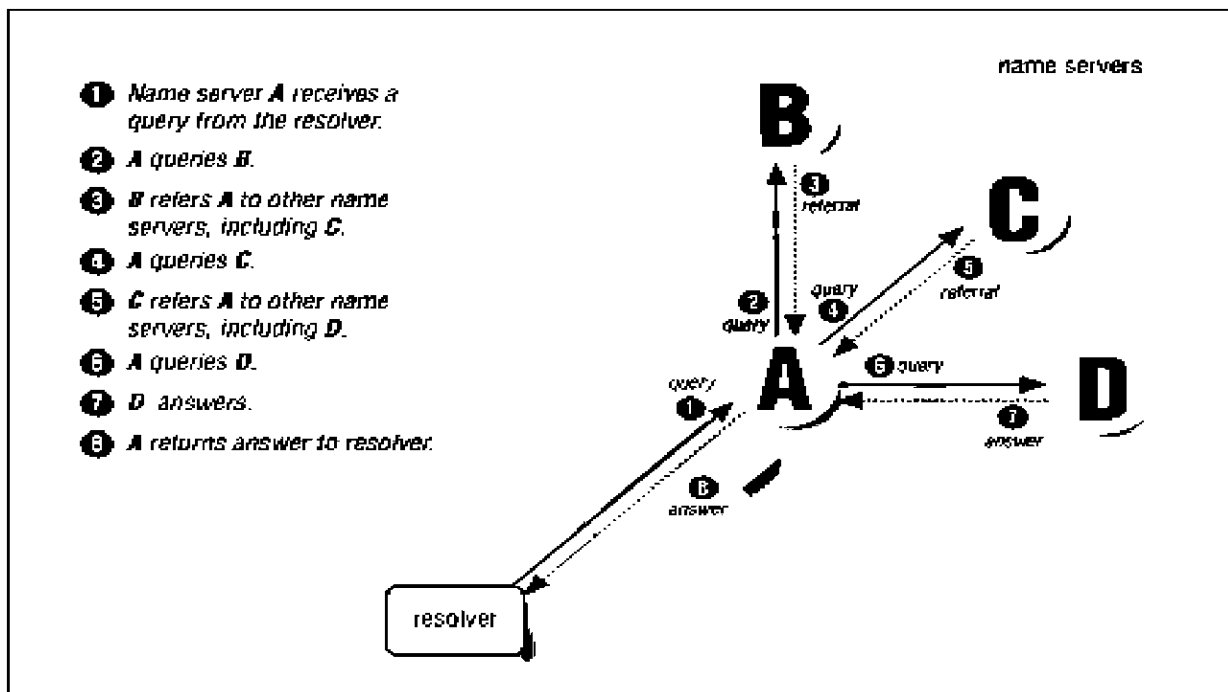 1 Name server A receives a
query from the resolver.
2 A queries B.
3 B refers A to other name
servers, including C.
4 A queries C.
5 C refers A to other name
servers, including D.
6 A queries D.
7 D answers.
8 A returns answer to resolver.
name servers
B
3
referral
C
5
referral
query
4
2
query
A
6 query
D
7
answer
query
1
8
answer
resolver